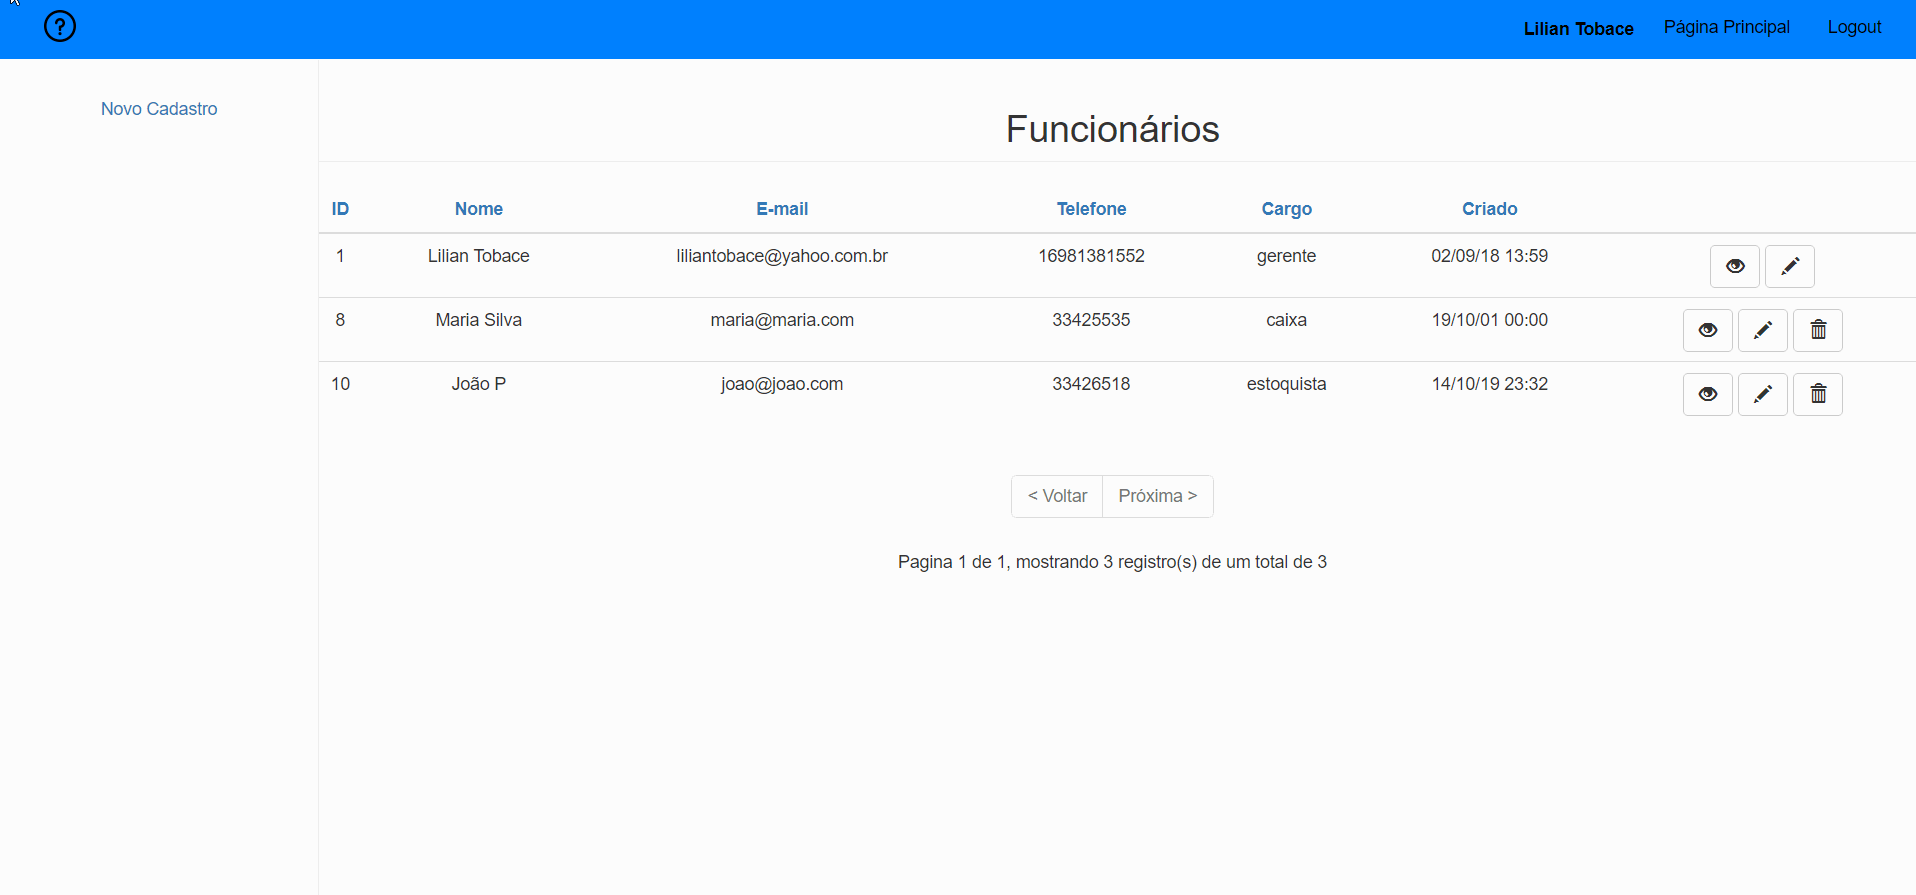 ? Lilian Tobace Página Principal Logout
Novo Cadastro
Funcionários
ID Nome E-mail Telefone Cargo Criado
1 Lilian Tobace liliantobace@yahoo.com.br 16981381552 gerente 02/09/18 13:59
8 Maria Silva maria@maria.com 33425535 caixa 19/10/01 00:00
10 João P joao@joao.com 33426518 estoquista 14/10/19 23:32
< Voltar Próxima >
Pagina 1 de 1, mostrando 3 registro(s) de um total de 3